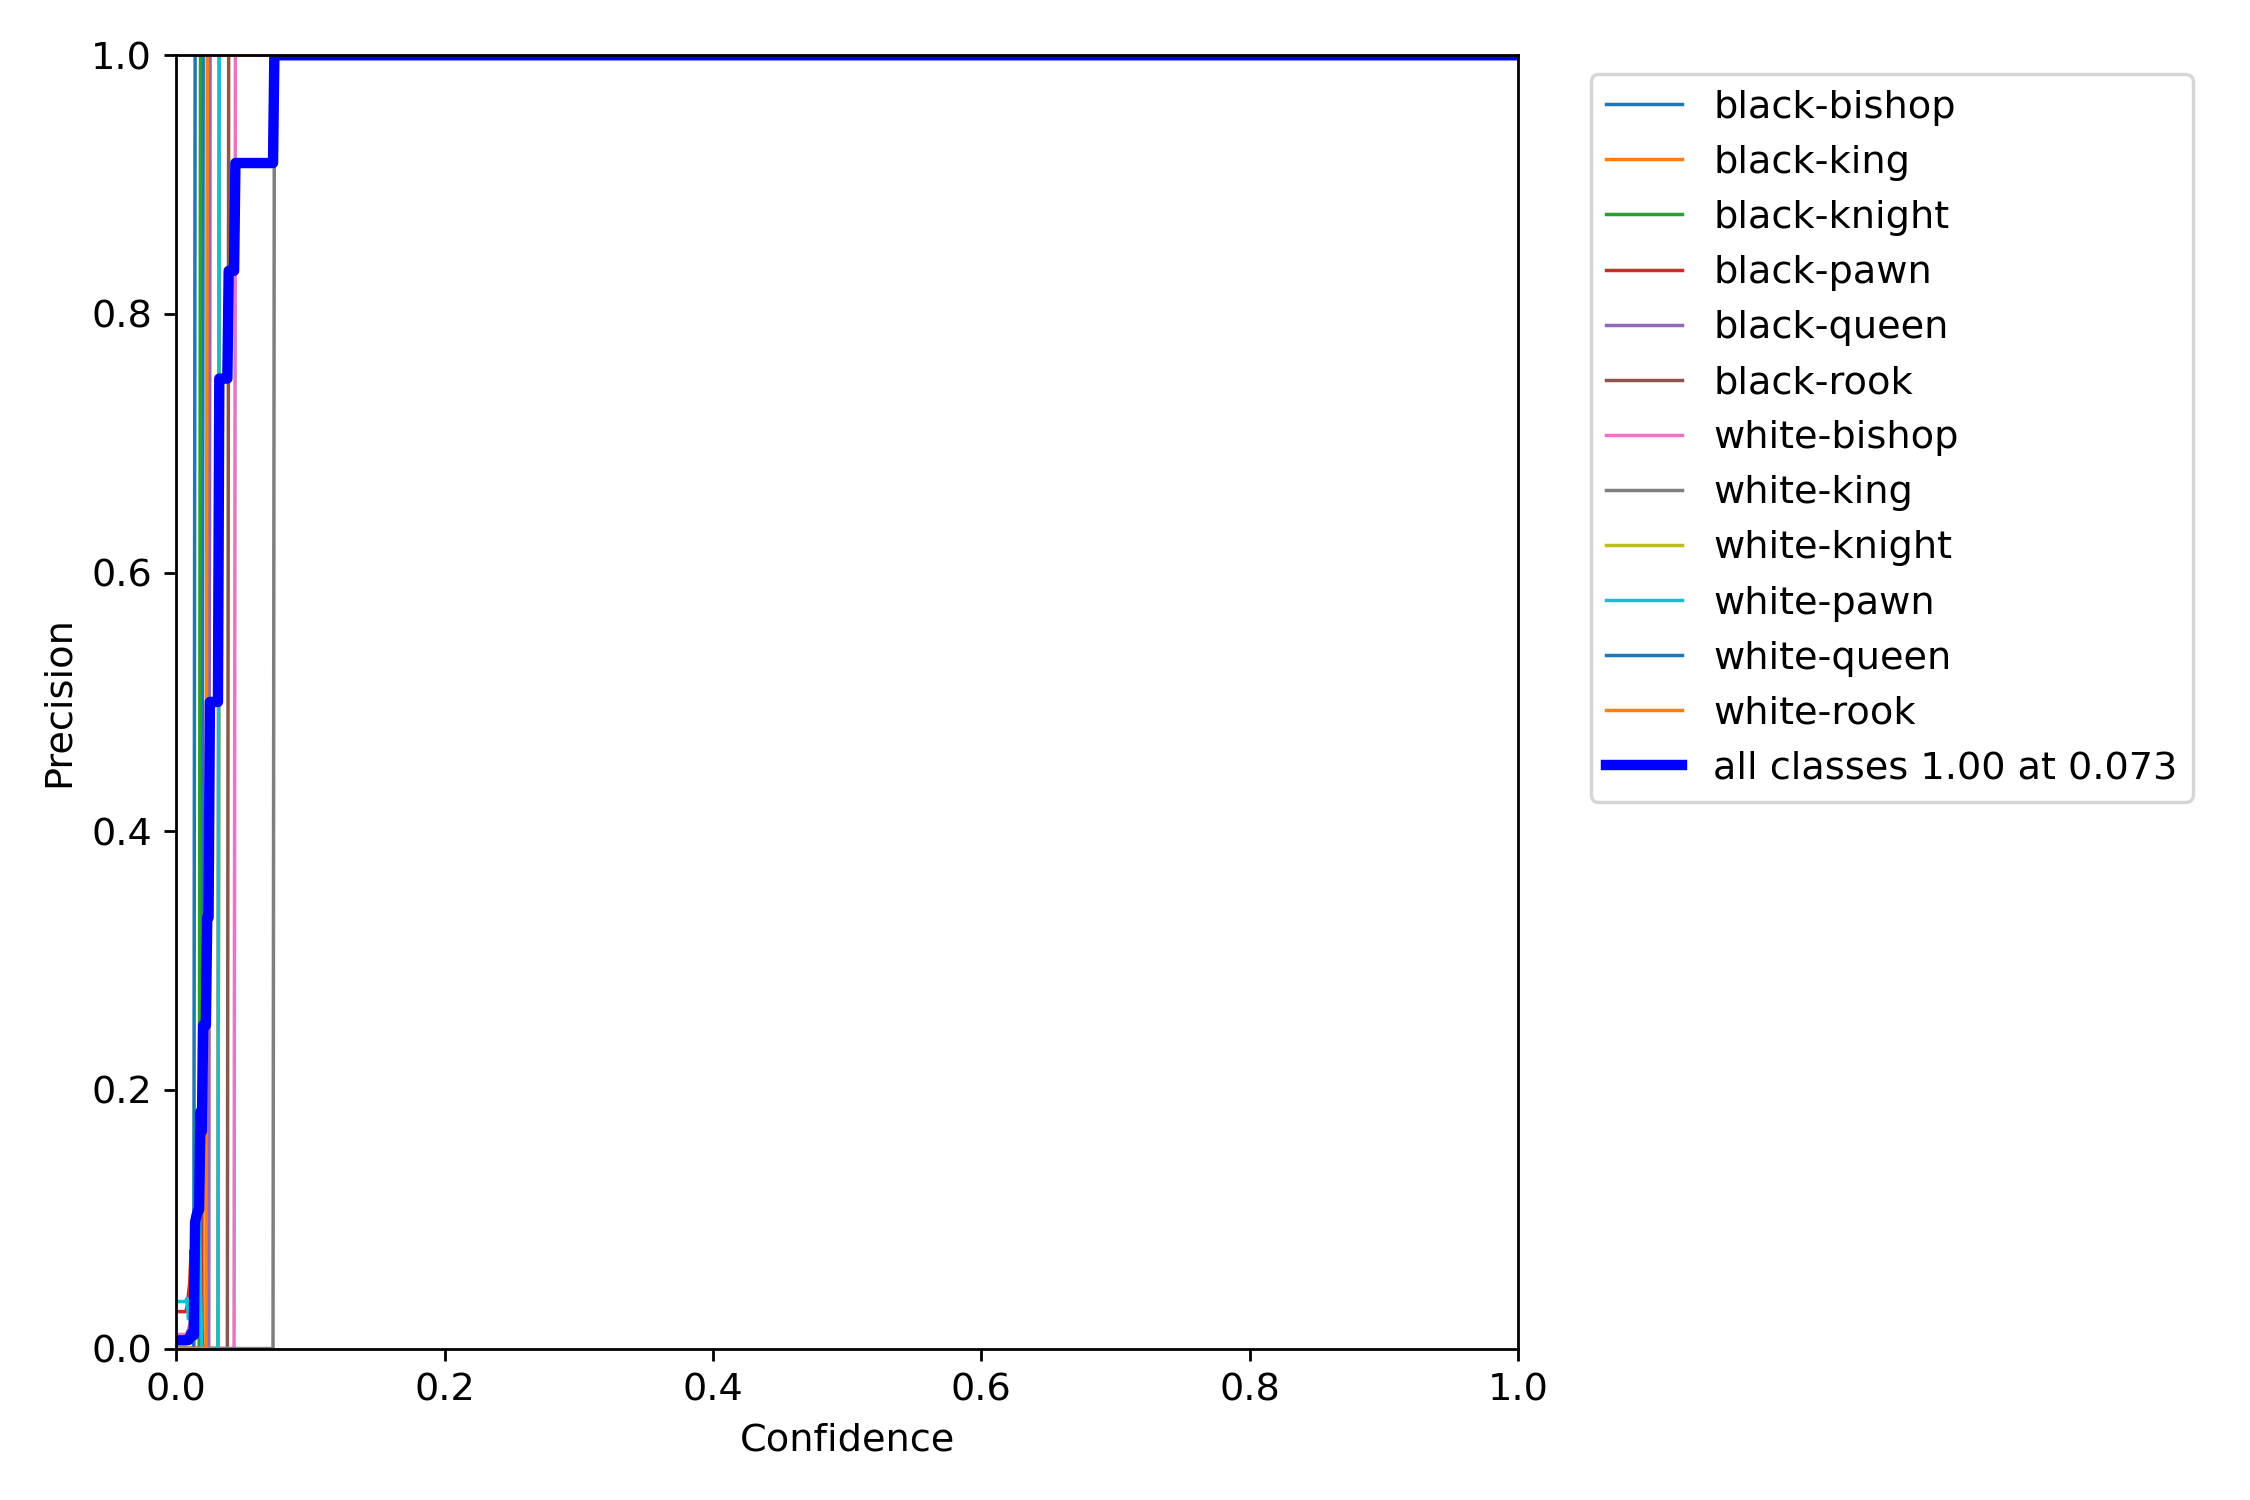 1.0
0.8
0.6
0.4
0.2
0.0
Precision
0.0 0.2 0.4 0.6 0.8 1.0
Confidence
black-bishop
black-king
black-knight
black-pawn
black-queen
black-rook
white-bishop
white-king
white-knight
white-pawn
white-queen
white-rook
all classes 1.00 at 0.073